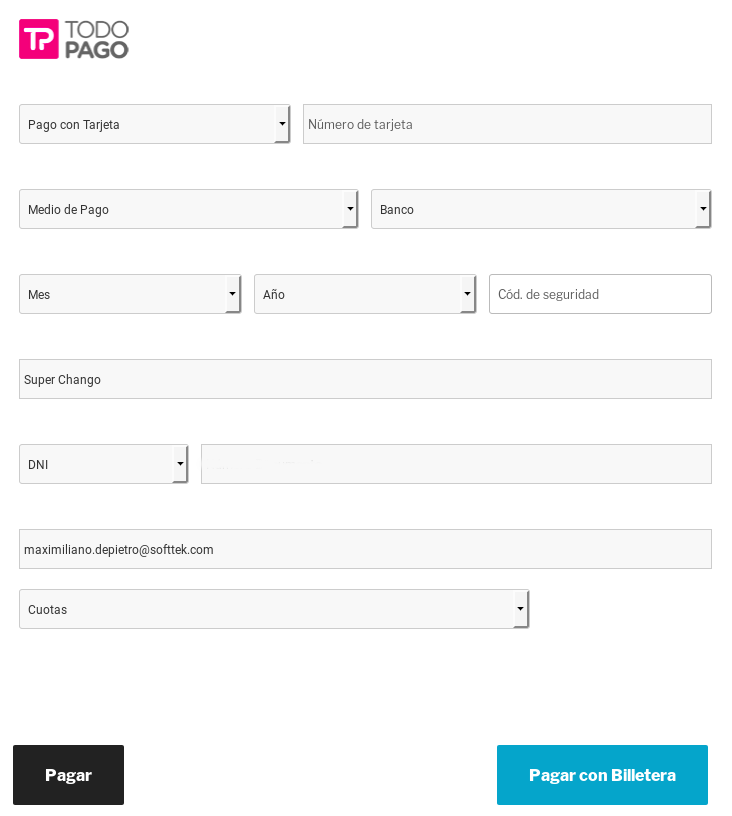 TP TODO
PAGO
Pago con Tarjeta Número de tarjeta
Medio de Pago Banco
Mes Año Cód. de seguridad
Super Chango
DNI
maximiliano.depietro@softtek.com
Cuotas
Pagar Pagar con Billetera